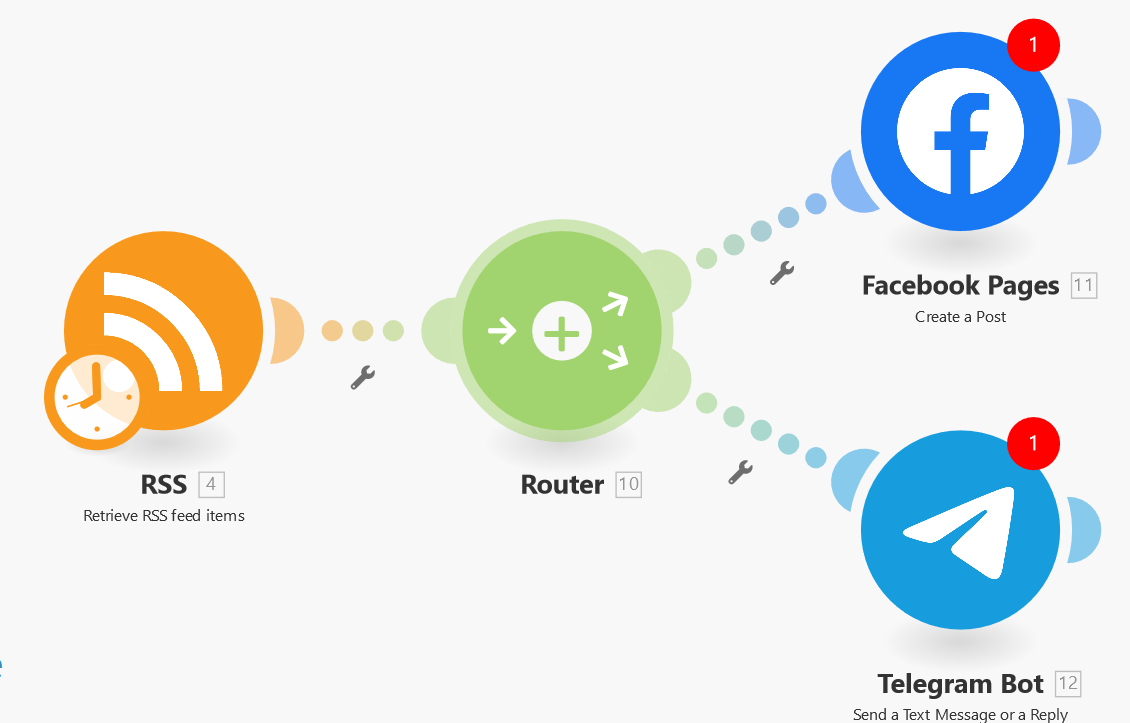 1
Facebook Pages 11
Create a Post
RSS 4
Retrieve RSS feed items
Router 10
1
Telegram Bot 12
Send a Text Message or a Reply